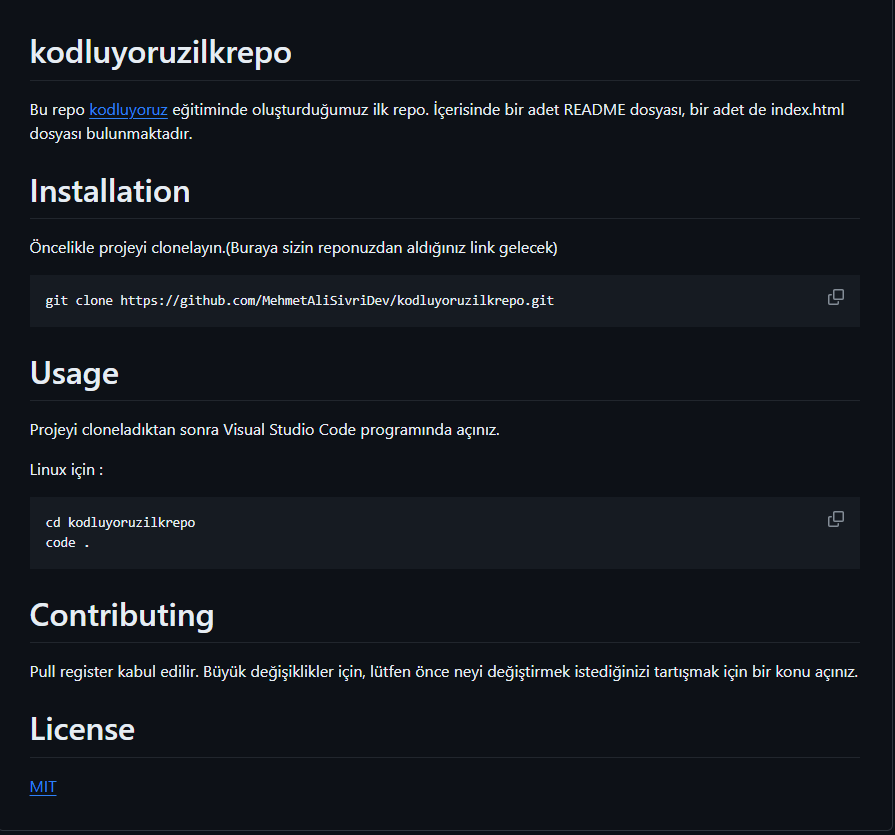 kodluyoruzilkrepo
Bu repo kodluyoruz eğitiminde oluşturduğumuz ilk repo. İçerisinde bir adet README dosyası, bir adet de index.html
dosyası bulunmaktadır.
Installation
Öncelikle projeyi clonelayın.(Buraya sizin reponuzdan aldığınız link gelecek)
git clone https://github.com/MehmetAliSivriDev/kodluyoruzilkrepo.git
Usage
Projeyi cloneladıktan sonra Visual Studio Code programında açınız.
Linux için :
cd kodluyoruzilkrepo
code .
Contributing
Pull register kabul edilir. Büyük değişiklikler için, lütfen önce neyi değiştirmek istediğinizi tartışmak için bir konu açınız.
License
MIT